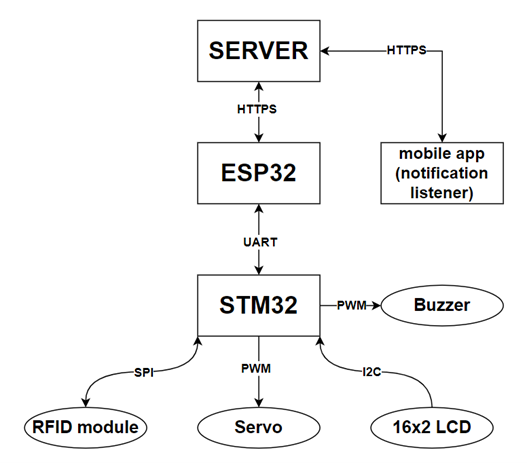 SERVER
HTTPS
HTTPS
ESP32
mobile app
(notification
listener)
UART
STM32
PWM
Buzzer
SPI
PWM
I2C
RFID module
Servo
16x2 LCD